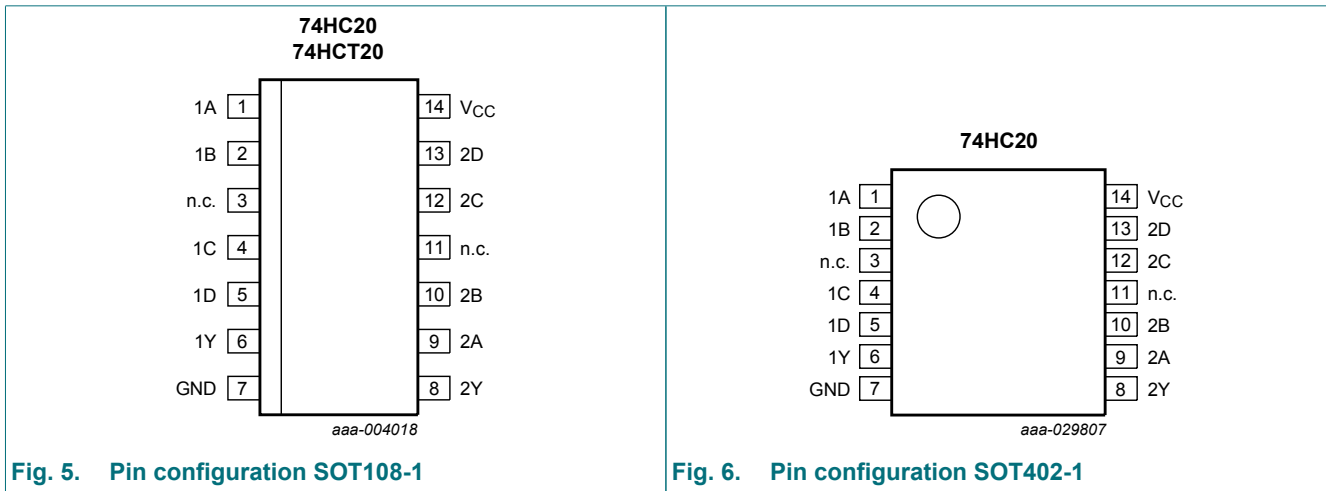 74HC20
74HCT20
1A 1 14 VCC
1B 2 13 2D
n.c. 3 12 2C
1C 4 11 n.c.
1D 5 10 2B
1Y 6 9 2A
GND 7 8 2Y
aaa-004018
Fig. 5. Pin configuration SOT108-1
74HC20
1A 1 14 VCC
1B 2 13 2D
n.c. 3 12 2C
1C 4 11 n.c.
1D 5 10 2B
1Y 6 9 2A
GND 7 8 2Y
aaa-029807
Fig. 6. Pin configuration SOT402-1